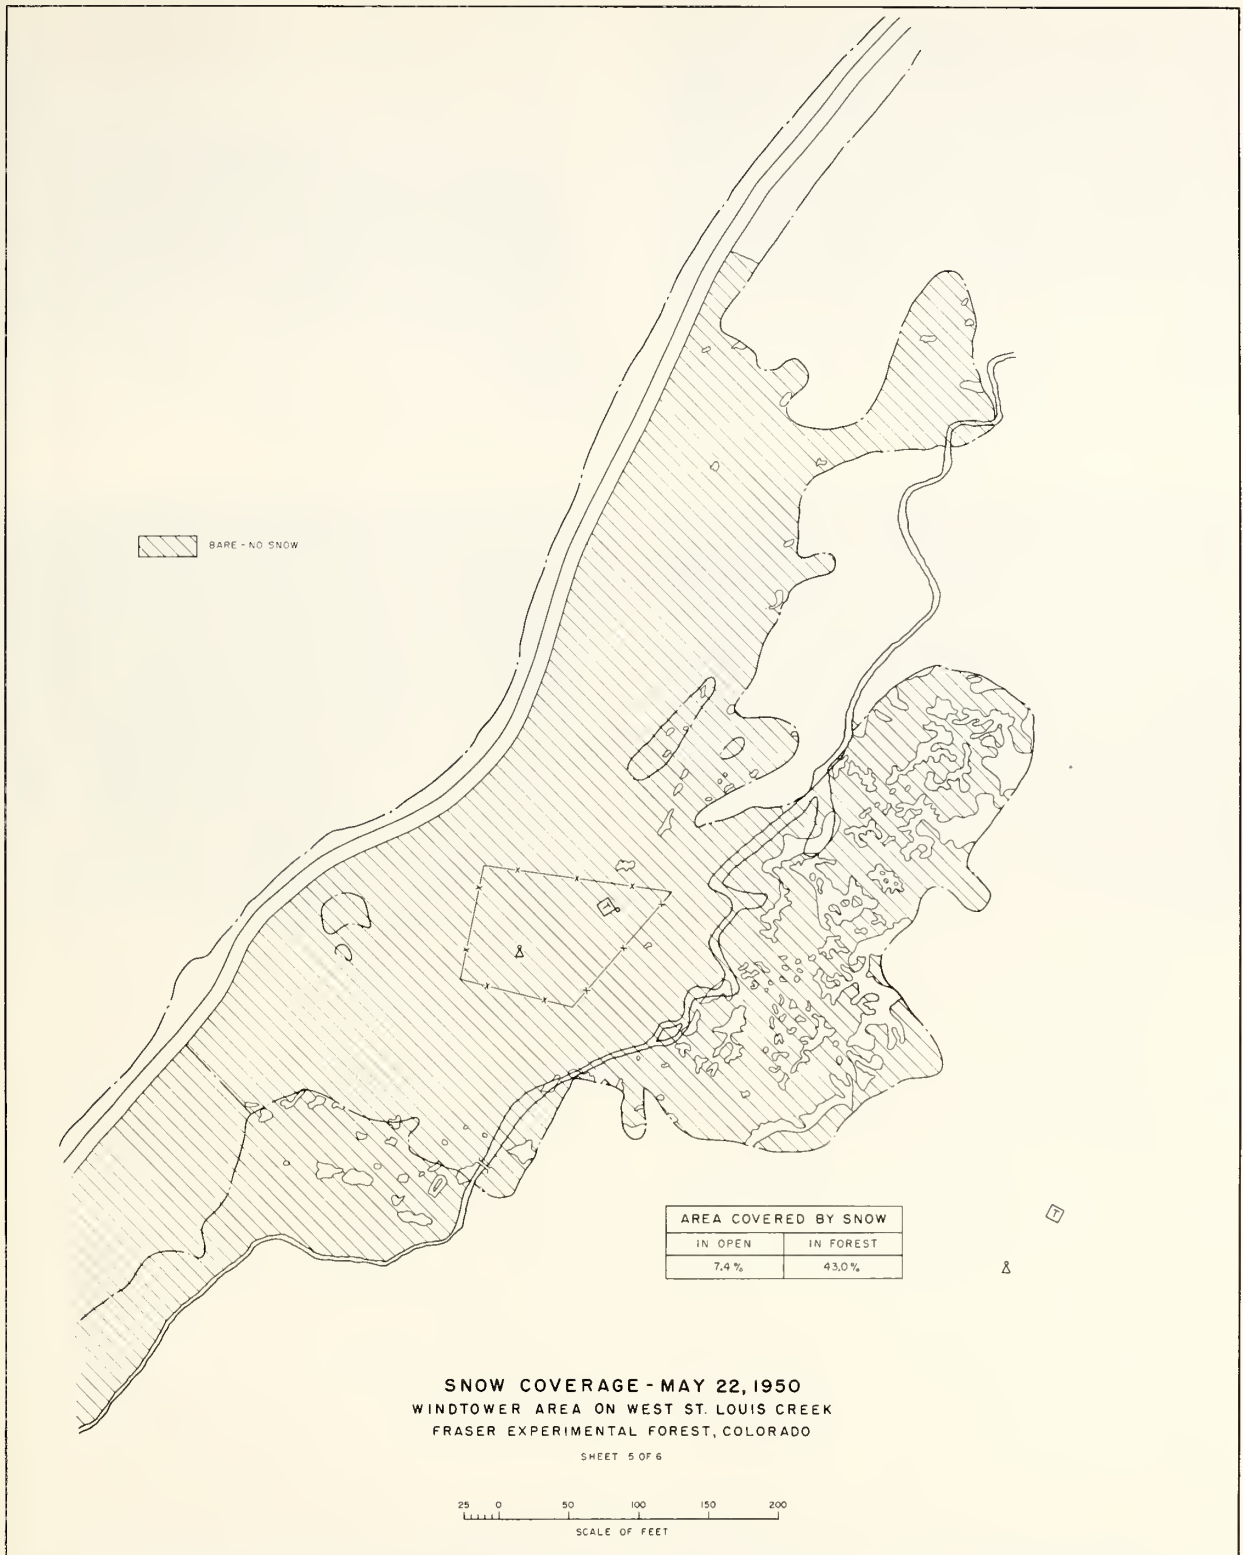 BARE - NO SNOW
T
AREA COVERED BY SNOW
IN OPEN IN FOREST
7.4 % 43.0 %
T
SNOW COVERAGE - MAY 22, 1950
WINDTOWER AREA ON WEST ST. LOUIS CREEK
FRASER EXPERIMENTAL FOREST, COLORADO
SHEET 5 OF 6
25 0 50 100 150 200
SCALE OF FEET